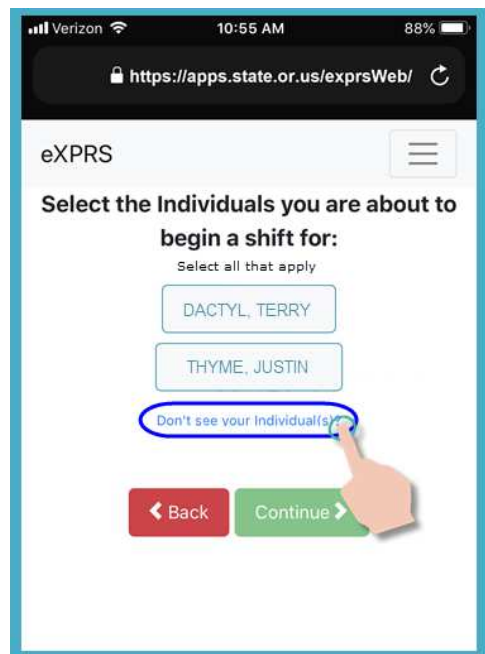 Verizon 10:55 AM 88%
https://apps.state.or.us/exprsWeb/
eXPRS
Select the Individuals you are about to
begin a shift for:
Select all that apply
DACTYL, TERRY
THYME, JUSTIN
Don't see your Individual(s)?
Back Continue